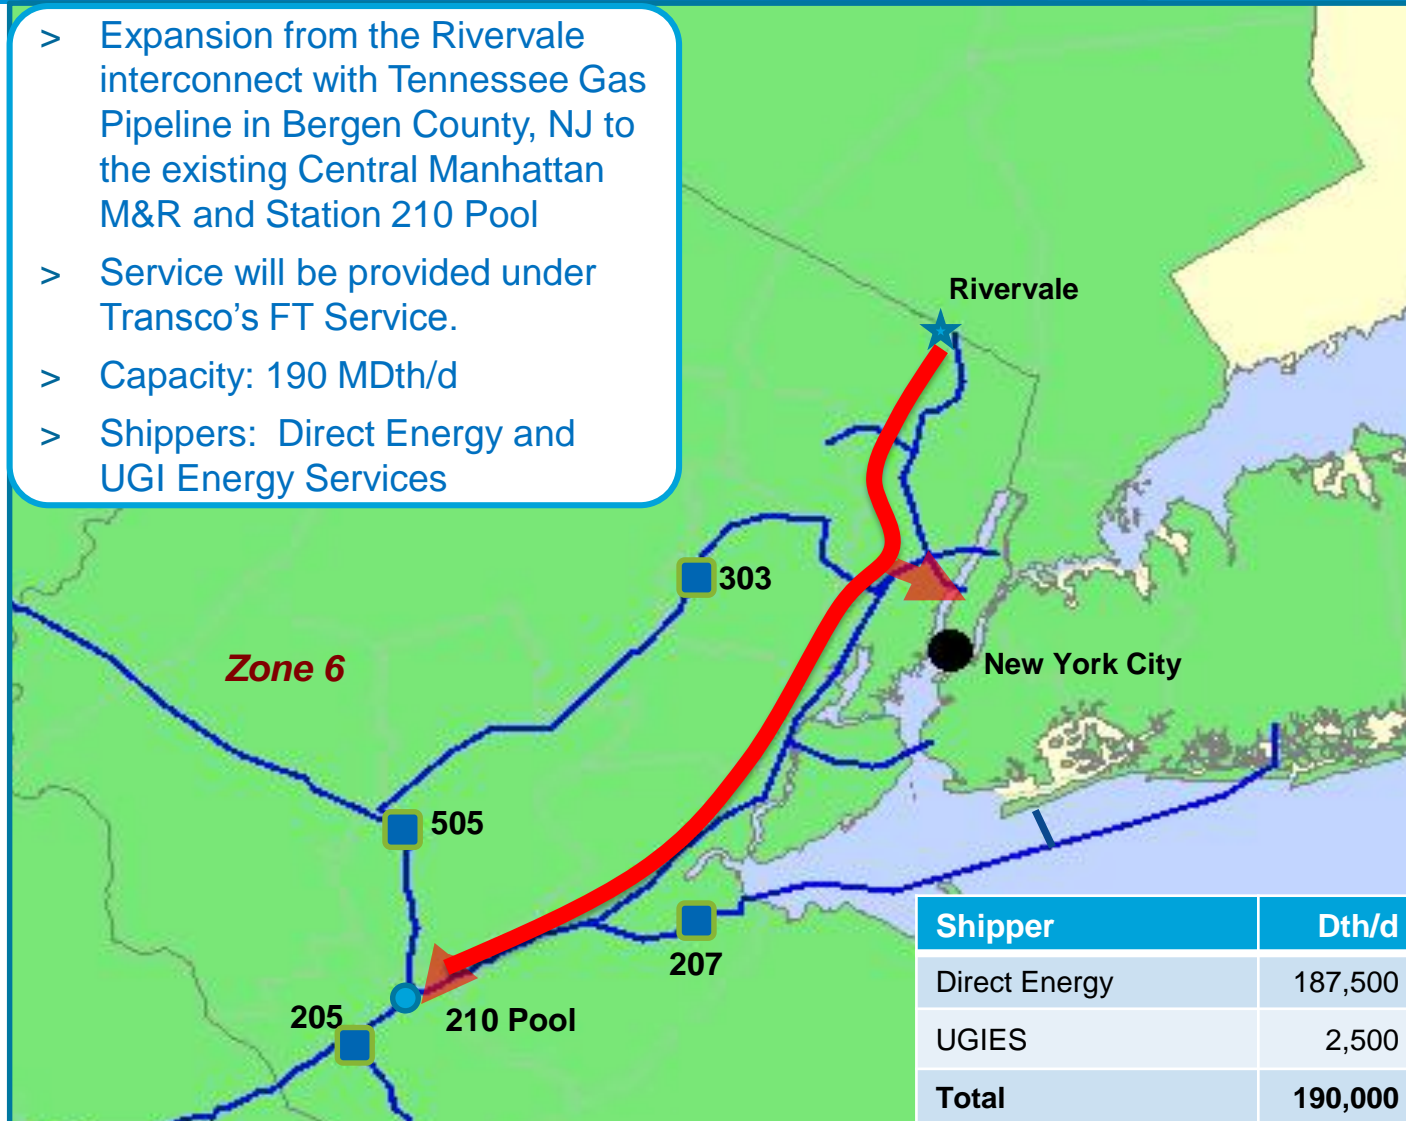 > Expansion from the Rivervale
interconnect with Tennessee Gas
Pipeline in Bergen County, NJ to
the existing Central Manhattan
M&R and Station 210 Pool
> Service will be provided under
Transco’s FT Service.
> Capacity: 190 MDth/d
> Shippers: Direct Energy and
UGI Energy Services
Rivervale
303
Zone 6
New York City
505
207
205
210 Pool
Shipper Dth/d
Direct Energy 187,500
UGIES 2,500
Total 190,000